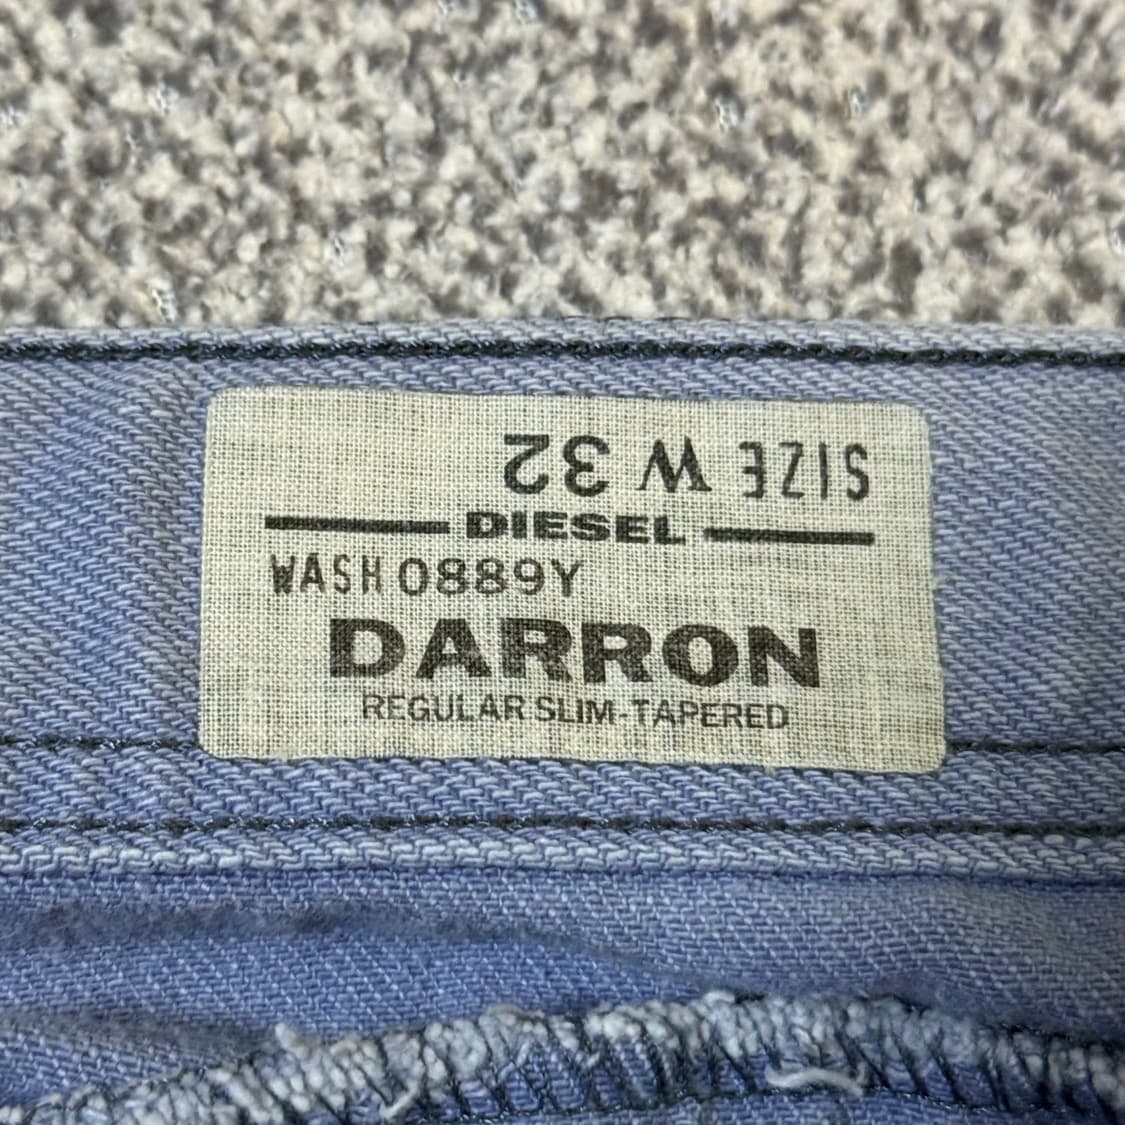 SIZE W 32
DIESEL
WASH 0889Y
DARRON
REGULAR SLIM-TAPERED